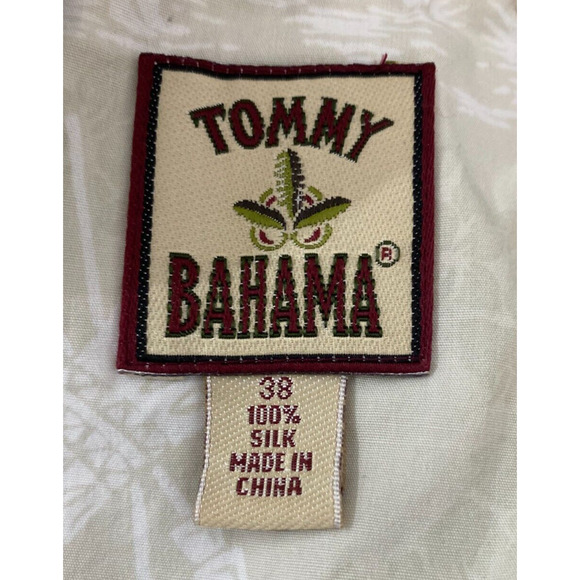 TOMMY
BAHAMA®
38
100%
SILK
MADE IN
CHINA